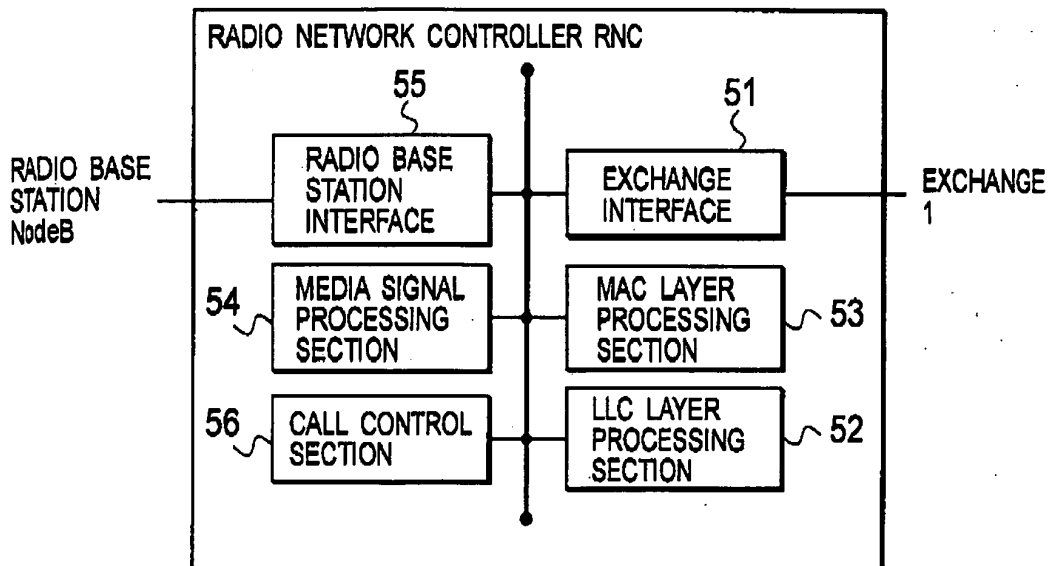 RADIO NETWORK CONTROLLER RNC
55
51
RADIO BASE
STATION
NodeB
RADIO BASE
STATION
INTERFACE
EXCHANGE
INTERFACE
EXCHANGE
1
54
MEDIA SIGNAL
PROCESSING
SECTION
MAC LAYER
PROCESSING
SECTION
53
56
CALL CONTROL
SECTION
LLC LAYER
PROCESSING
SECTION
52